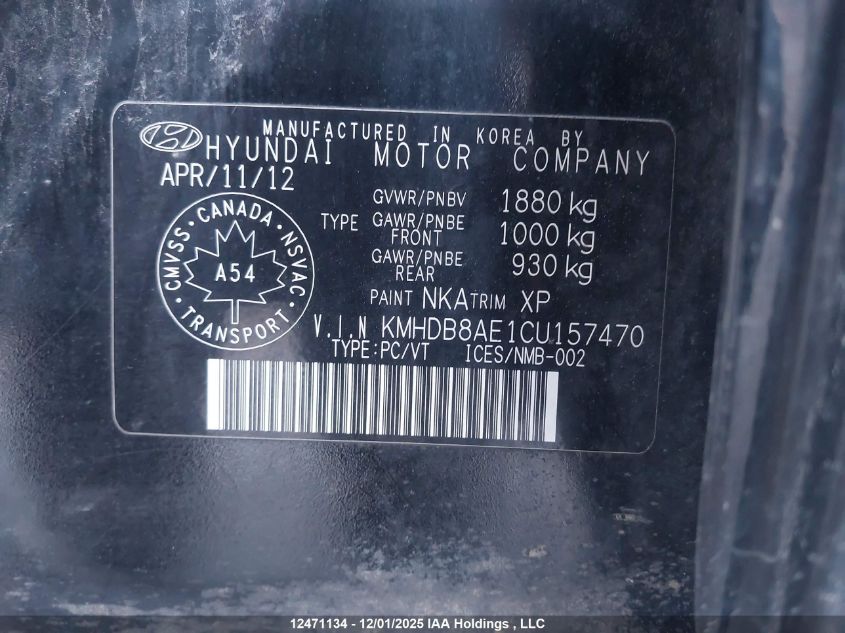 MANUFACTURED IN KOREA BY
HYUNDAI MOTOR COMPANY
APR/11/12
GVWR/PNBV 1880 kg
TYPE GAWR/PNBE FRONT 1000 kg
GAWR/PNBE REAR 930 kg
PAINT NKA TRIM XP
CMVSS · CANADA · NSVAC
A54
TRANSPORT
V.I.N KMHDB8AE1CU157470
TYPE:PC/VT ICES/NMB-002
12471134 - 12/01/2025 IAA Holdings , LLC